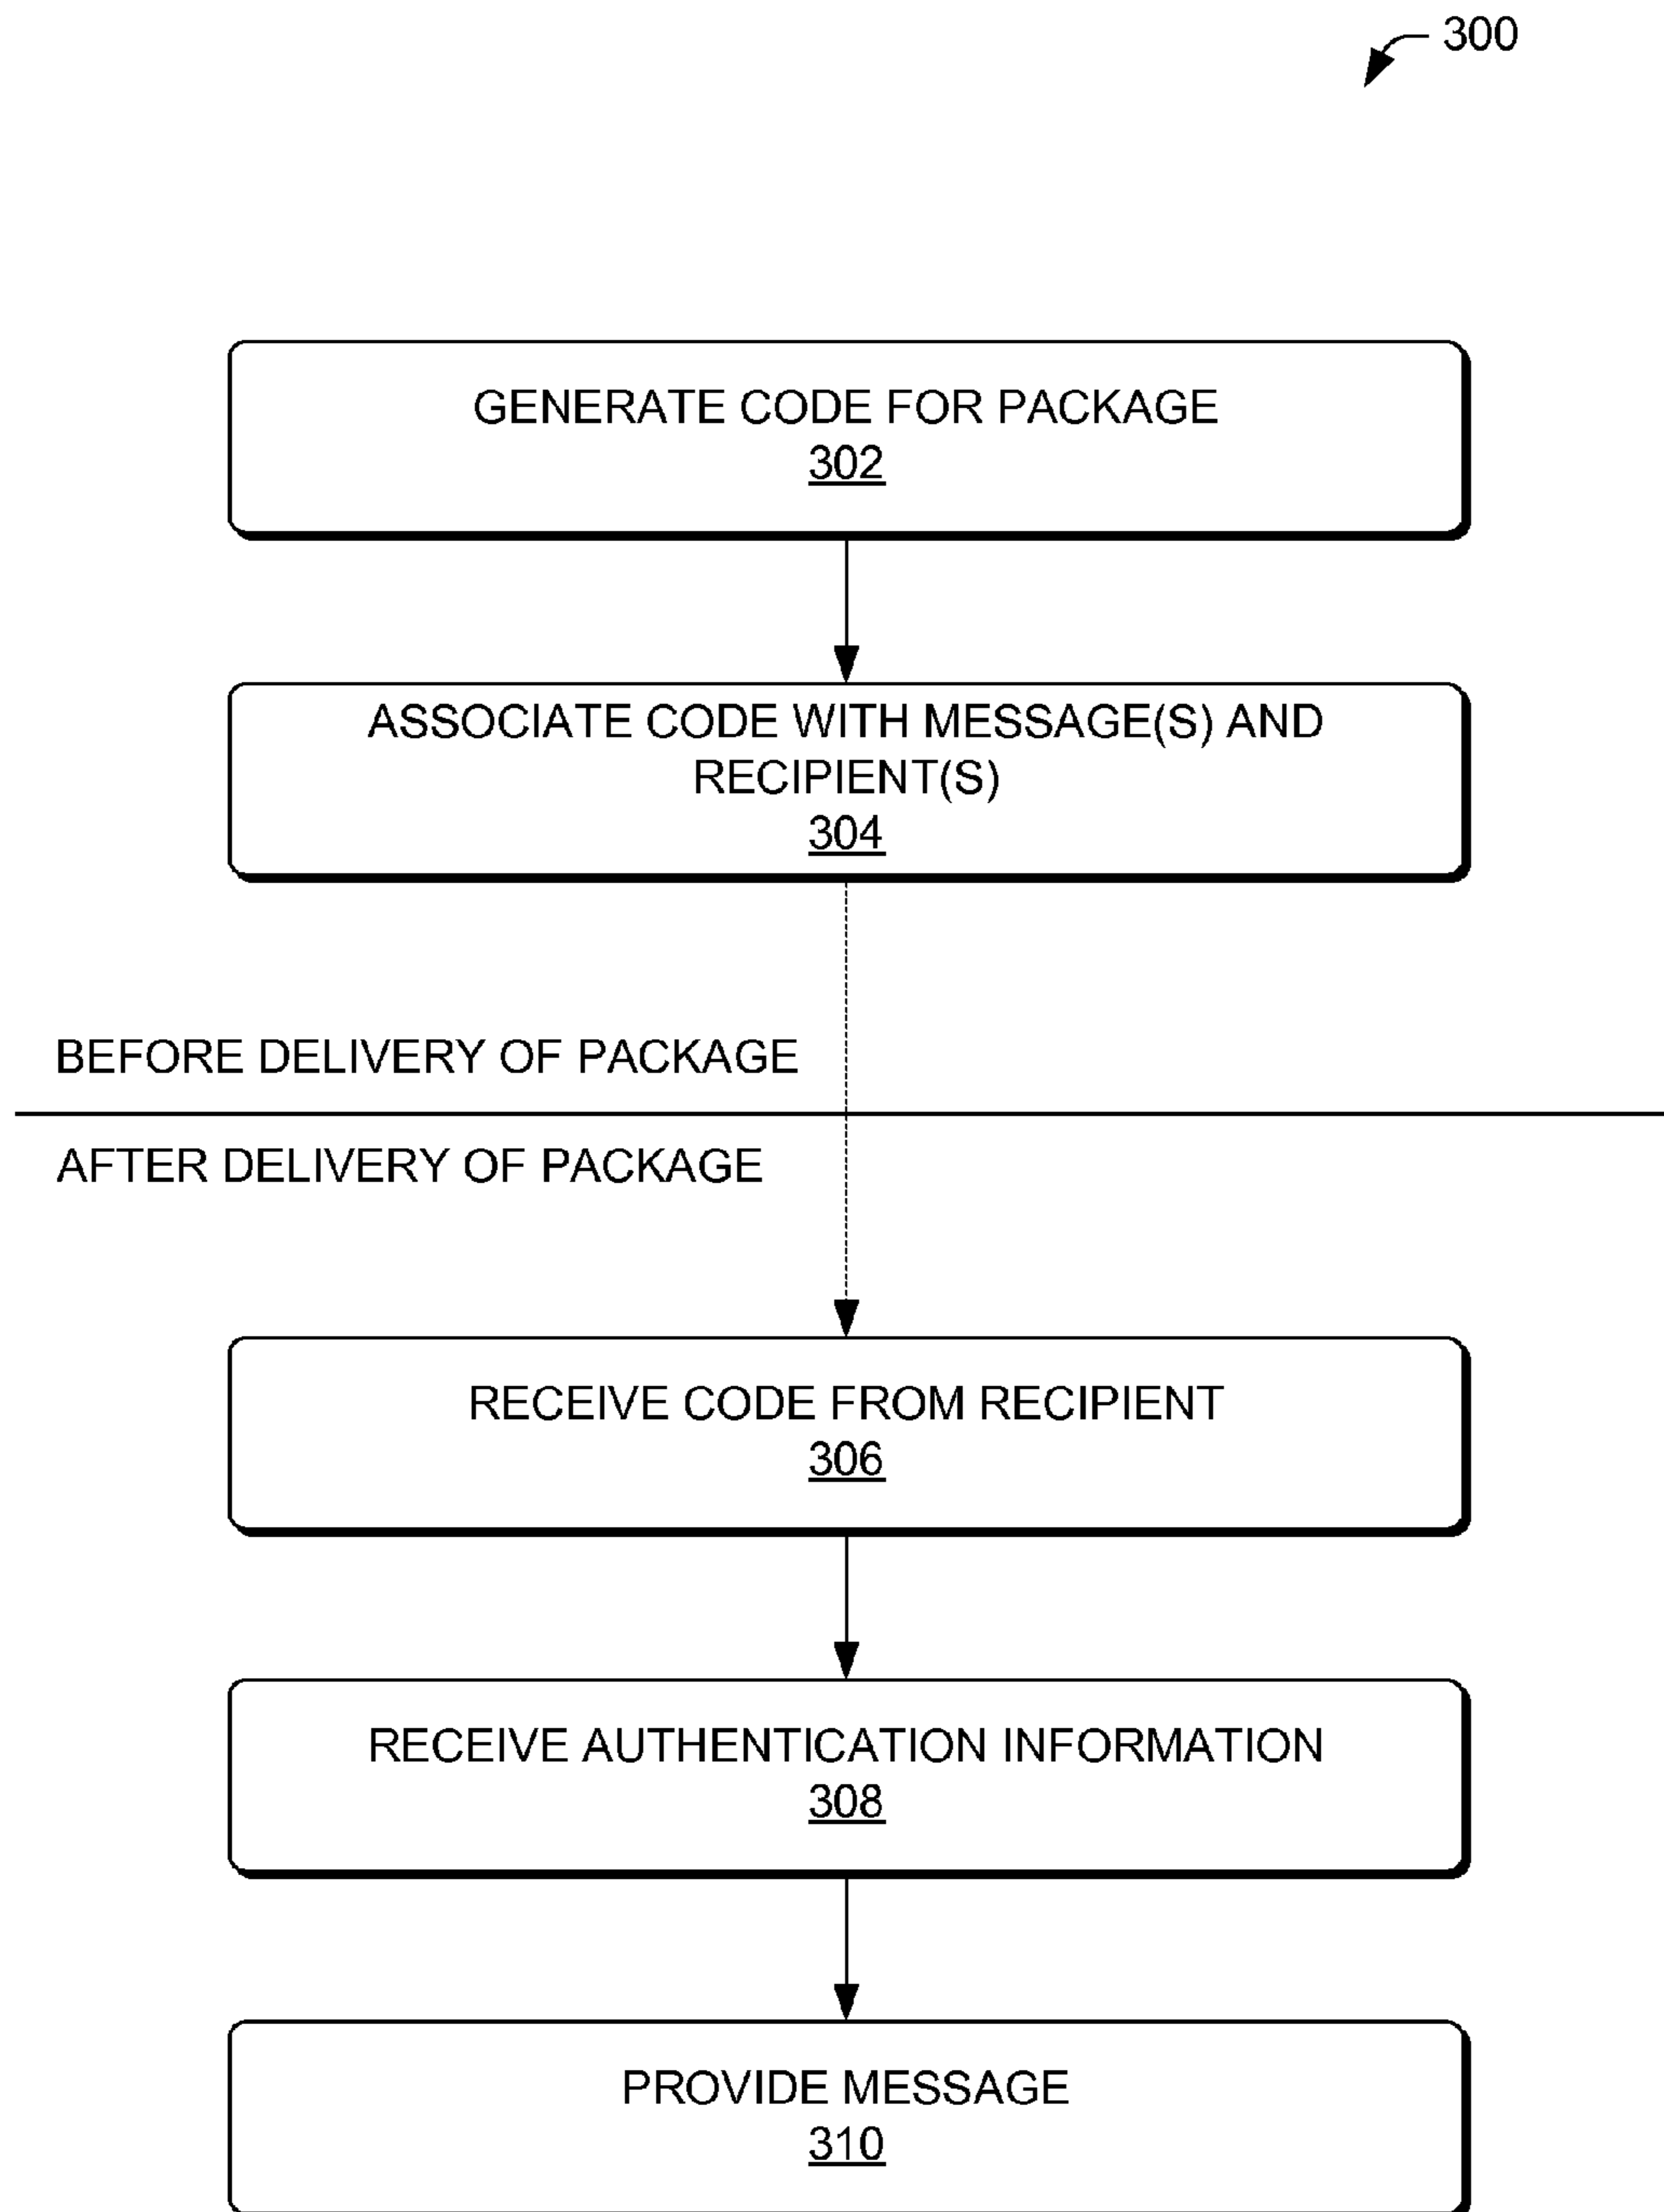 300
GENERATE CODE FOR PACKAGE
302
ASSOCIATE CODE WITH MESSAGE(S) AND
RECIPIENT(S)
304
BEFORE DELIVERY OF PACKAGE
AFTER DELIVERY OF PACKAGE
RECEIVE CODE FROM RECIPIENT
306
RECEIVE AUTHENTICATION INFORMATION
308
PROVIDE MESSAGE
310